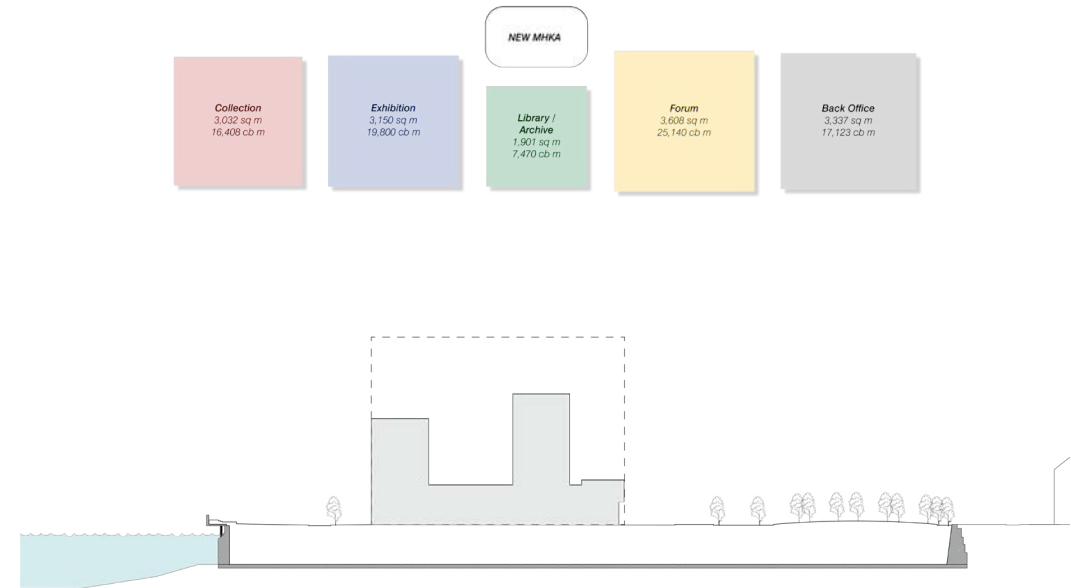 NEW MHKA
Collection
3,032 sq m
16,408 cb m
Exhibition
3,150 sq m
19,800 cb m
Library /
Archive
1,901 sq m
7,470 cb m
Forum
3,608 sq m
25,140 cb m
Back Office
3,337 sq m
17,123 cb m